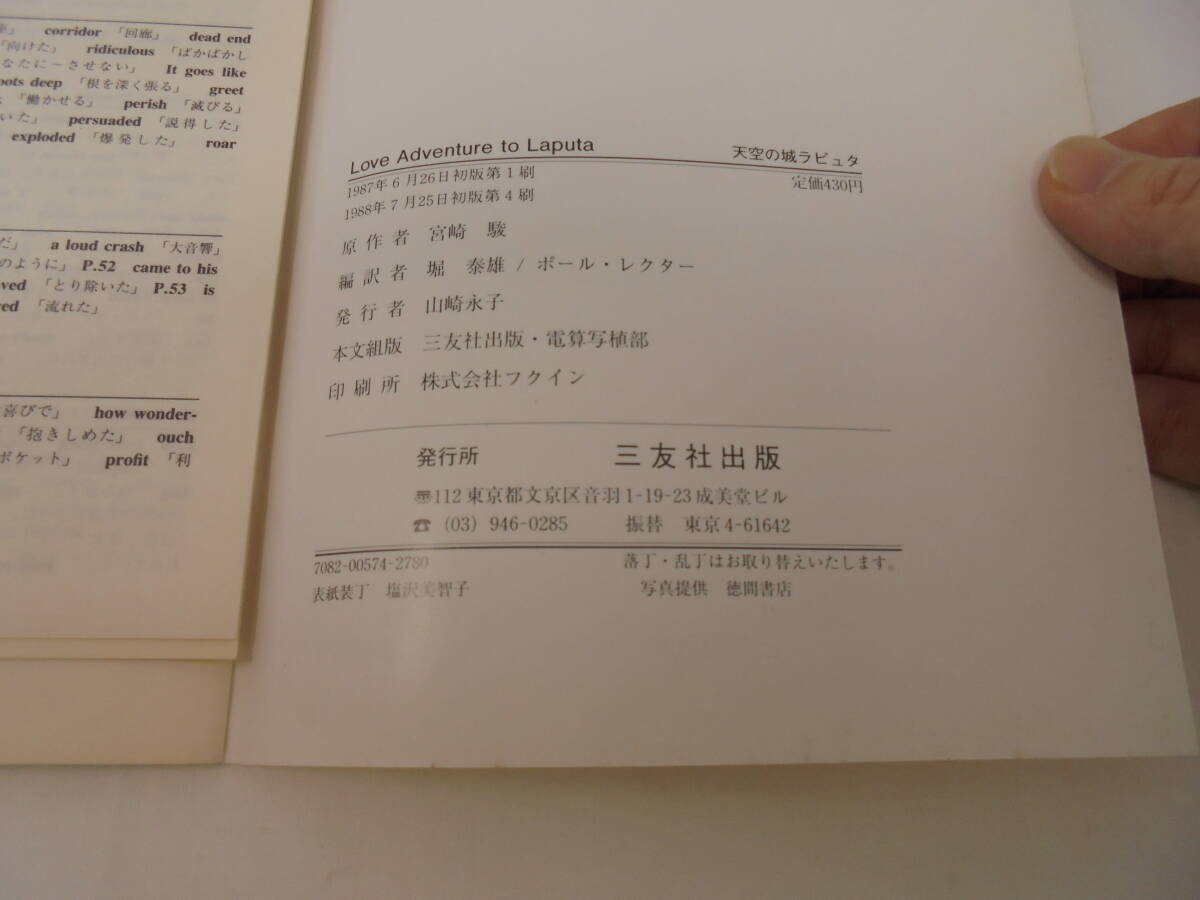 corridor 「回廊」 dead end
「向けた」 ridiculous 「ばかばかし
なたに－させない」 It goes like
deep 「根を深く張る」 greet
「働かせる」 perish 「滅びる」
いた」 persuaded 「説得した」
exploded 「爆発した」 roar
a loud crash 「大音響」
のように」 P.52 came to his
「とり除いた」 P.53 is
「流れた」
喜びで」 how wonder-
「抱きしめた」 ouch
ポケット」 profit 「利
Love Adventure to Laputa 天空の城ラピュタ
1987年6月26日初版第1刷 定価430円
1988年7月25日初版第4刷
原作者 宮崎 駿
編訳者 堀 泰雄 / ポール・レクター
発行者 山崎永子
本文組版 三友社出版・電算写植部
印刷所 株式会社フクイン
発行所 三友社出版
〠112 東京都文京区音羽1-19-23成美堂ビル
☎ (03) 946-0285 振替 東京4-61642
7082-00574-2780 落丁・乱丁はお取り替えいたします。
表紙装丁 塩沢美智子 写真提供 徳間書店